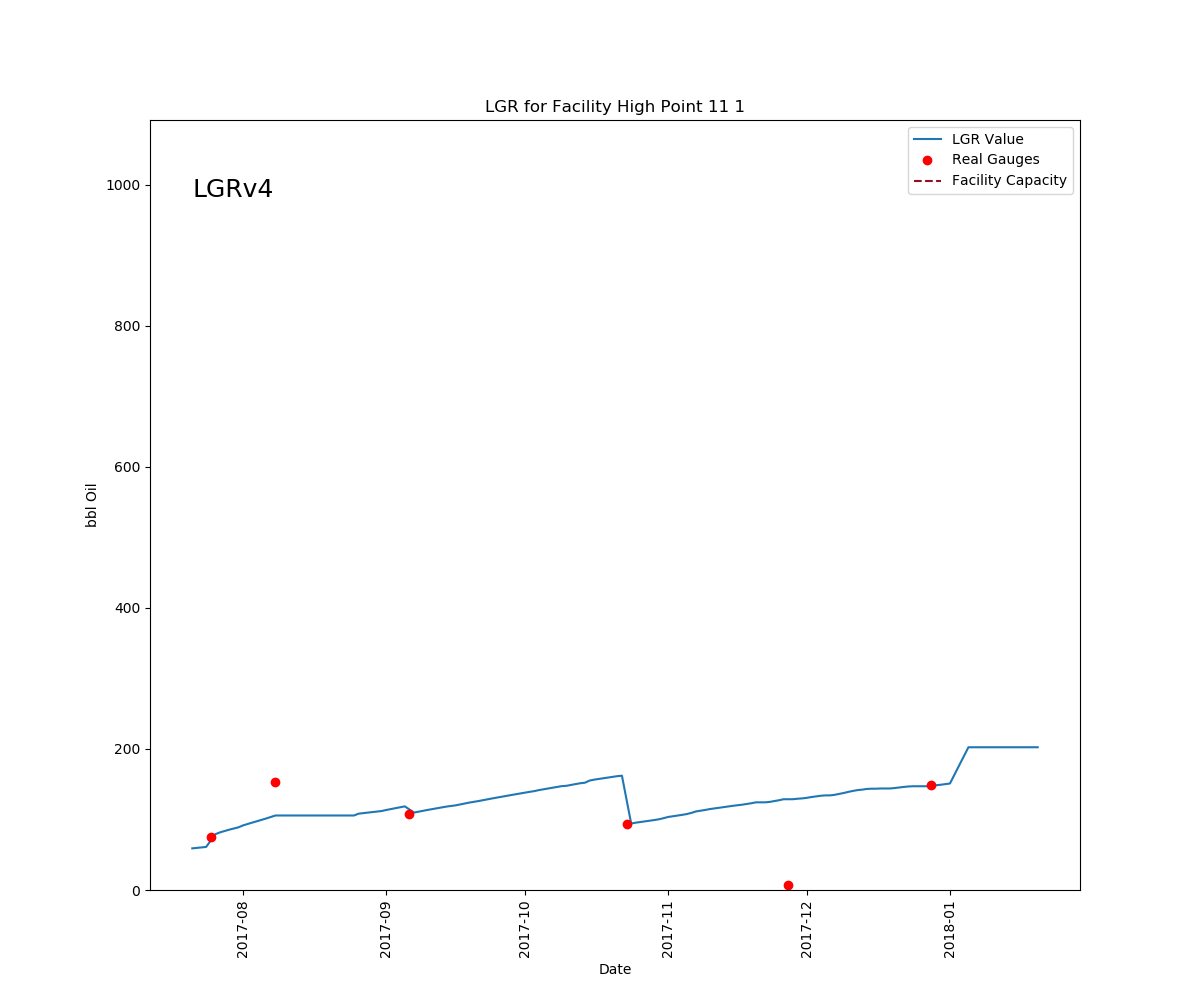 LGR for Facility High Point 11 1
LGRv4
LGR Value
Real Gauges
Facility Capacity
bbl Oil
1000
800
600
400
200
0
2017-08
2017-09
2017-10
2017-11
2017-12
2018-01
Date